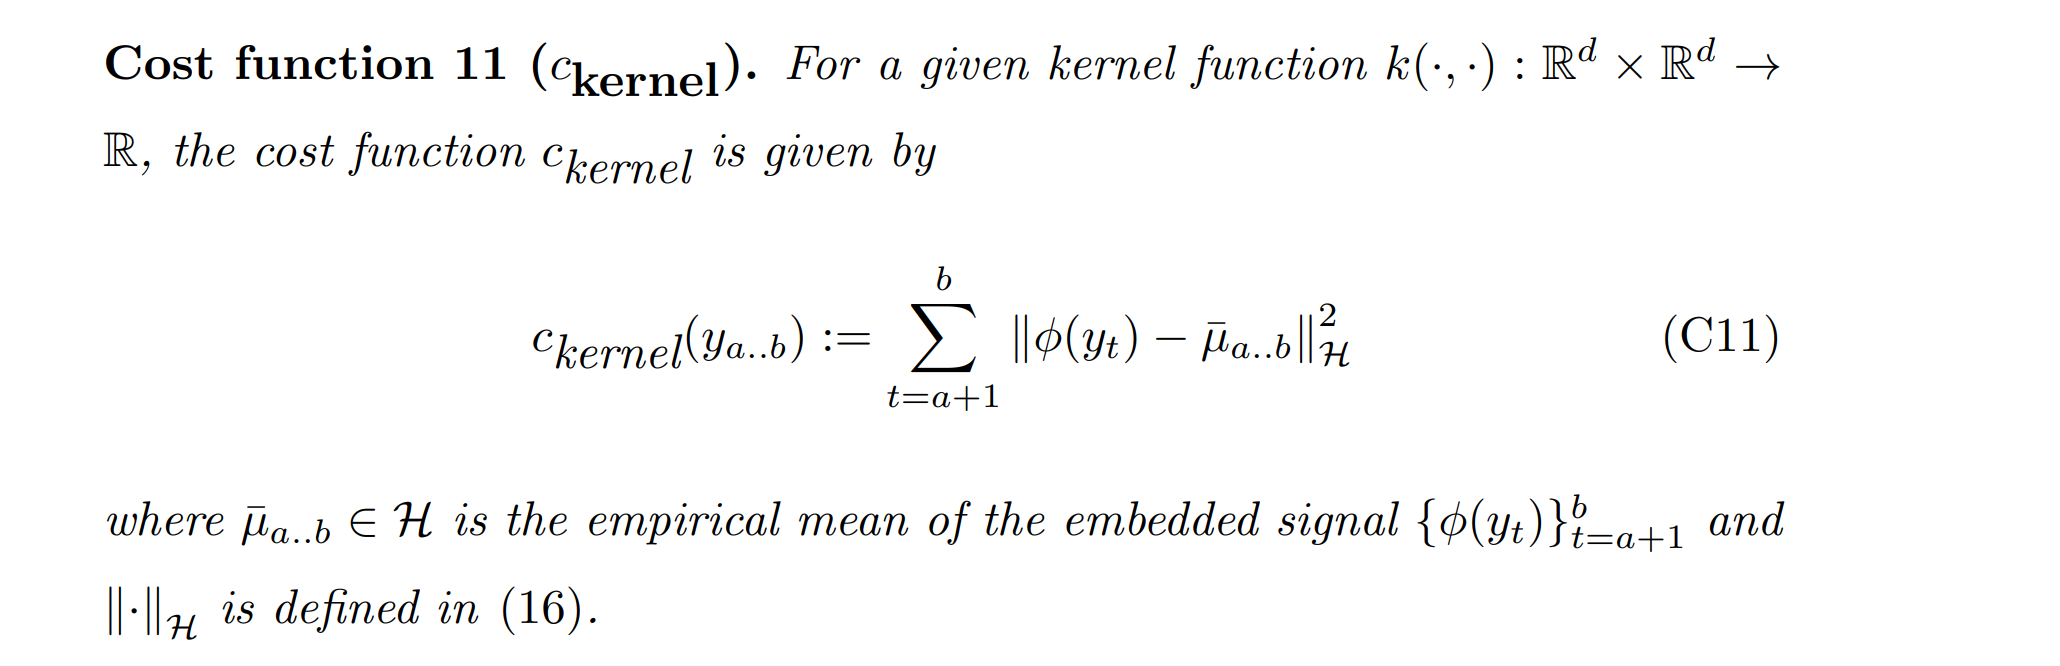 Cost function 11 (c_kernel). For a given kernel function k(·, ·) : ℝ^d × ℝ^d →
ℝ, the cost function c_kernel is given by
c_kernel(y_{a..b}) := ∑_{t=a+1}^{b} ‖ϕ(y_t) − μ̄_{a..b}‖²_ℋ (C11)
where μ̄_{a..b} ∈ ℋ is the empirical mean of the embedded signal {ϕ(y_t)}^b_{t=a+1} and
‖·‖_ℋ is defined in (16).